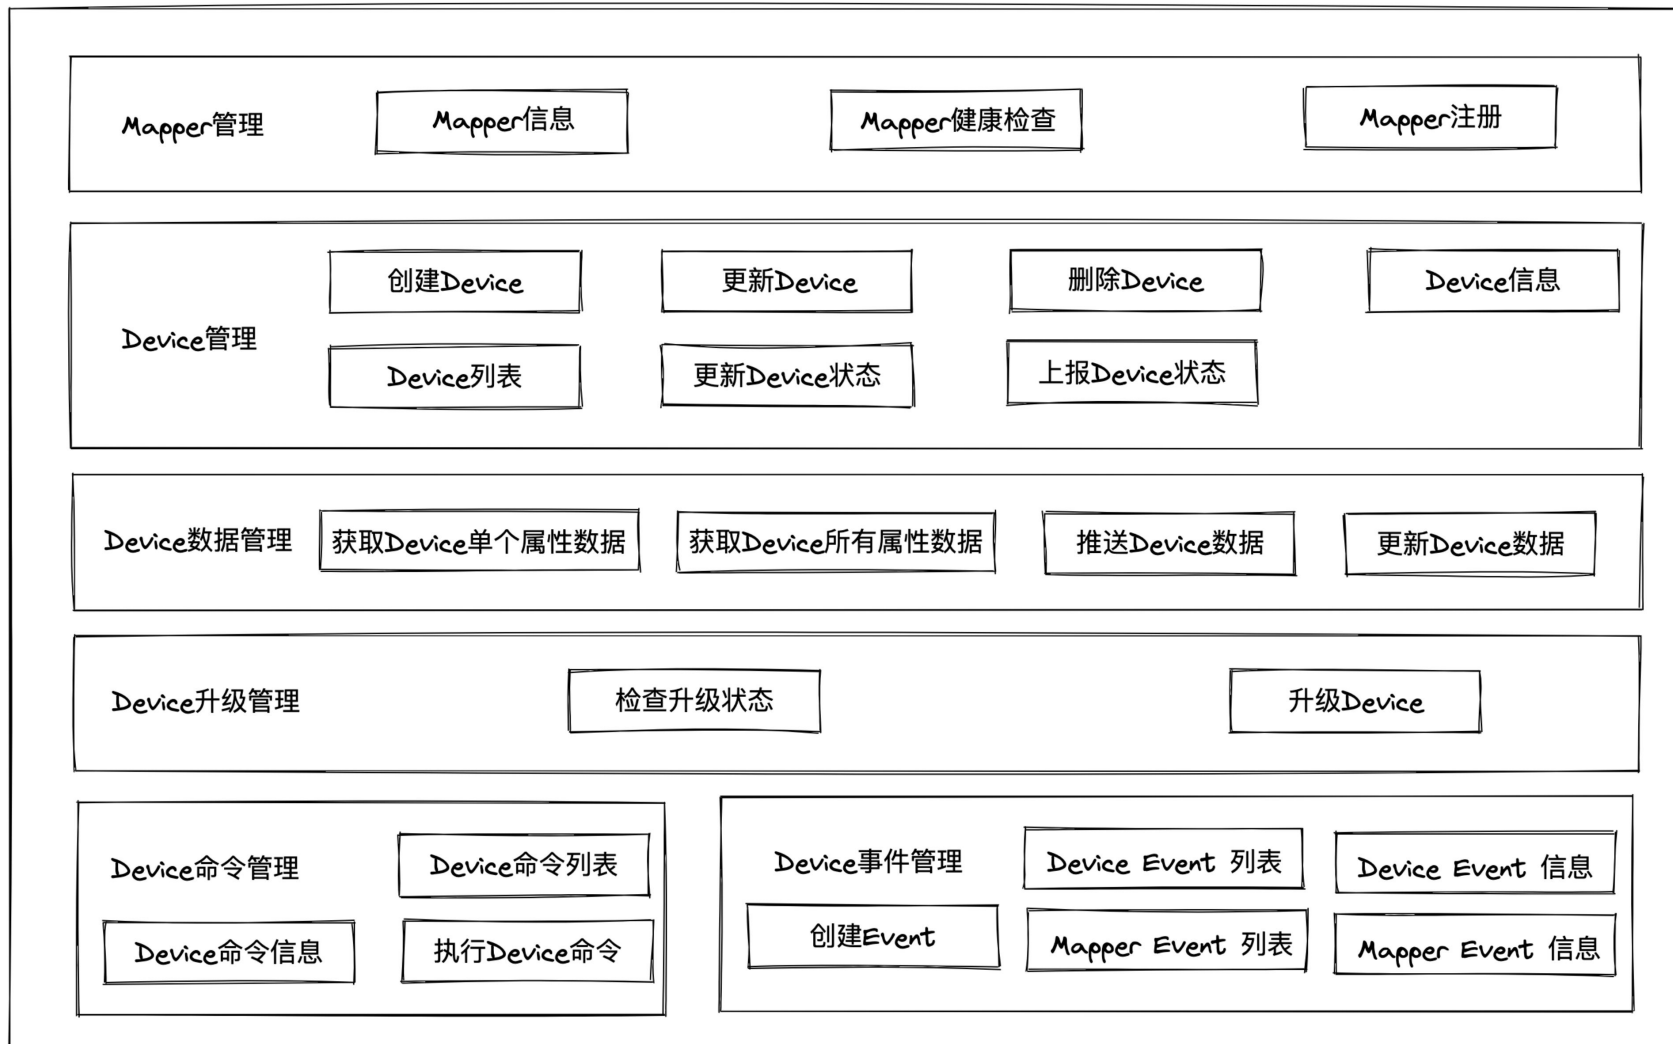 Mapper管理
Mapper信息
Mapper健康检查
Mapper注册
Device管理
创建Device
更新Device
删除Device
Device信息
Device列表
更新Device状态
上报Device状态
Device数据管理
获取Device单个属性数据
获取Device所有属性数据
推送Device数据
更新Device数据
Device升级管理
检查升级状态
升级Device
Device命令管理
Device命令列表
Device命令信息
执行Device命令
Device事件管理
Device Event 列表
Device Event 信息
创建Event
Mapper Event 列表
Mapper Event 信息